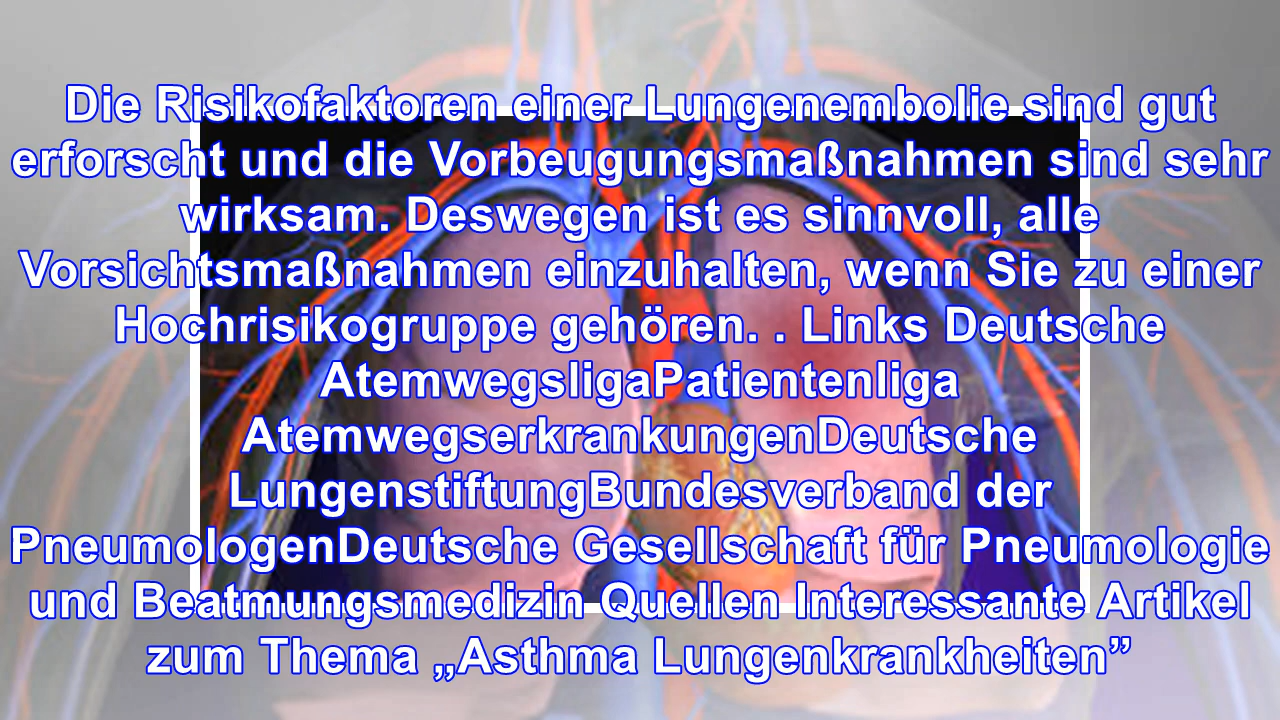 Die Risikofaktoren einer Lungenembolie sind gut
erforscht und die Vorbeugungsmaßnahmen sind sehr
wirksam. Deswegen ist es sinnvoll, alle
Vorsichtsmaßnahmen einzuhalten, wenn Sie zu einer
Hochrisikogruppe gehören. . Links Deutsche
AtemwegsligaPatientenliga
AtemwegserkrankungenDeutsche
LungenstiftungBundesverband der
PneumologenDeutsche Gesellschaft für Pneumologie
und Beatmungsmedizin Quellen Interessante Artikel
zum Thema „Asthma Lungenkrankheiten”